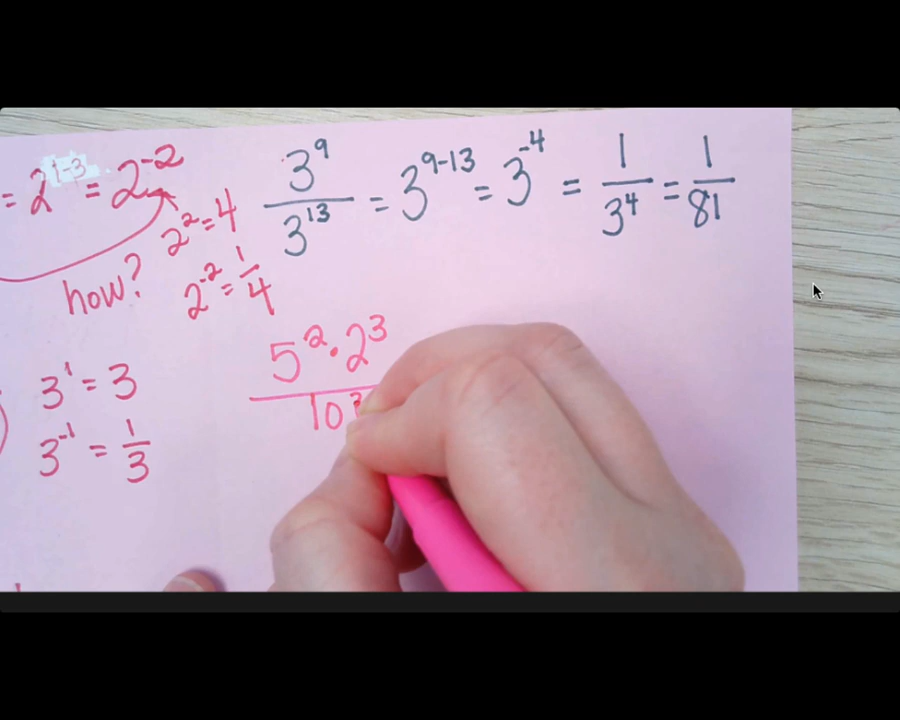 = 2^{1-3} = 2^{-2}
3^9/3^{13} = 3^{9-13} = 3^{-4} = 1/3^4 = 1/81
2^2 = 4
how? 2^{-2} = 1/4
5^2 · 2^3
10
3^1 = 3
3^{-1} = 1/3